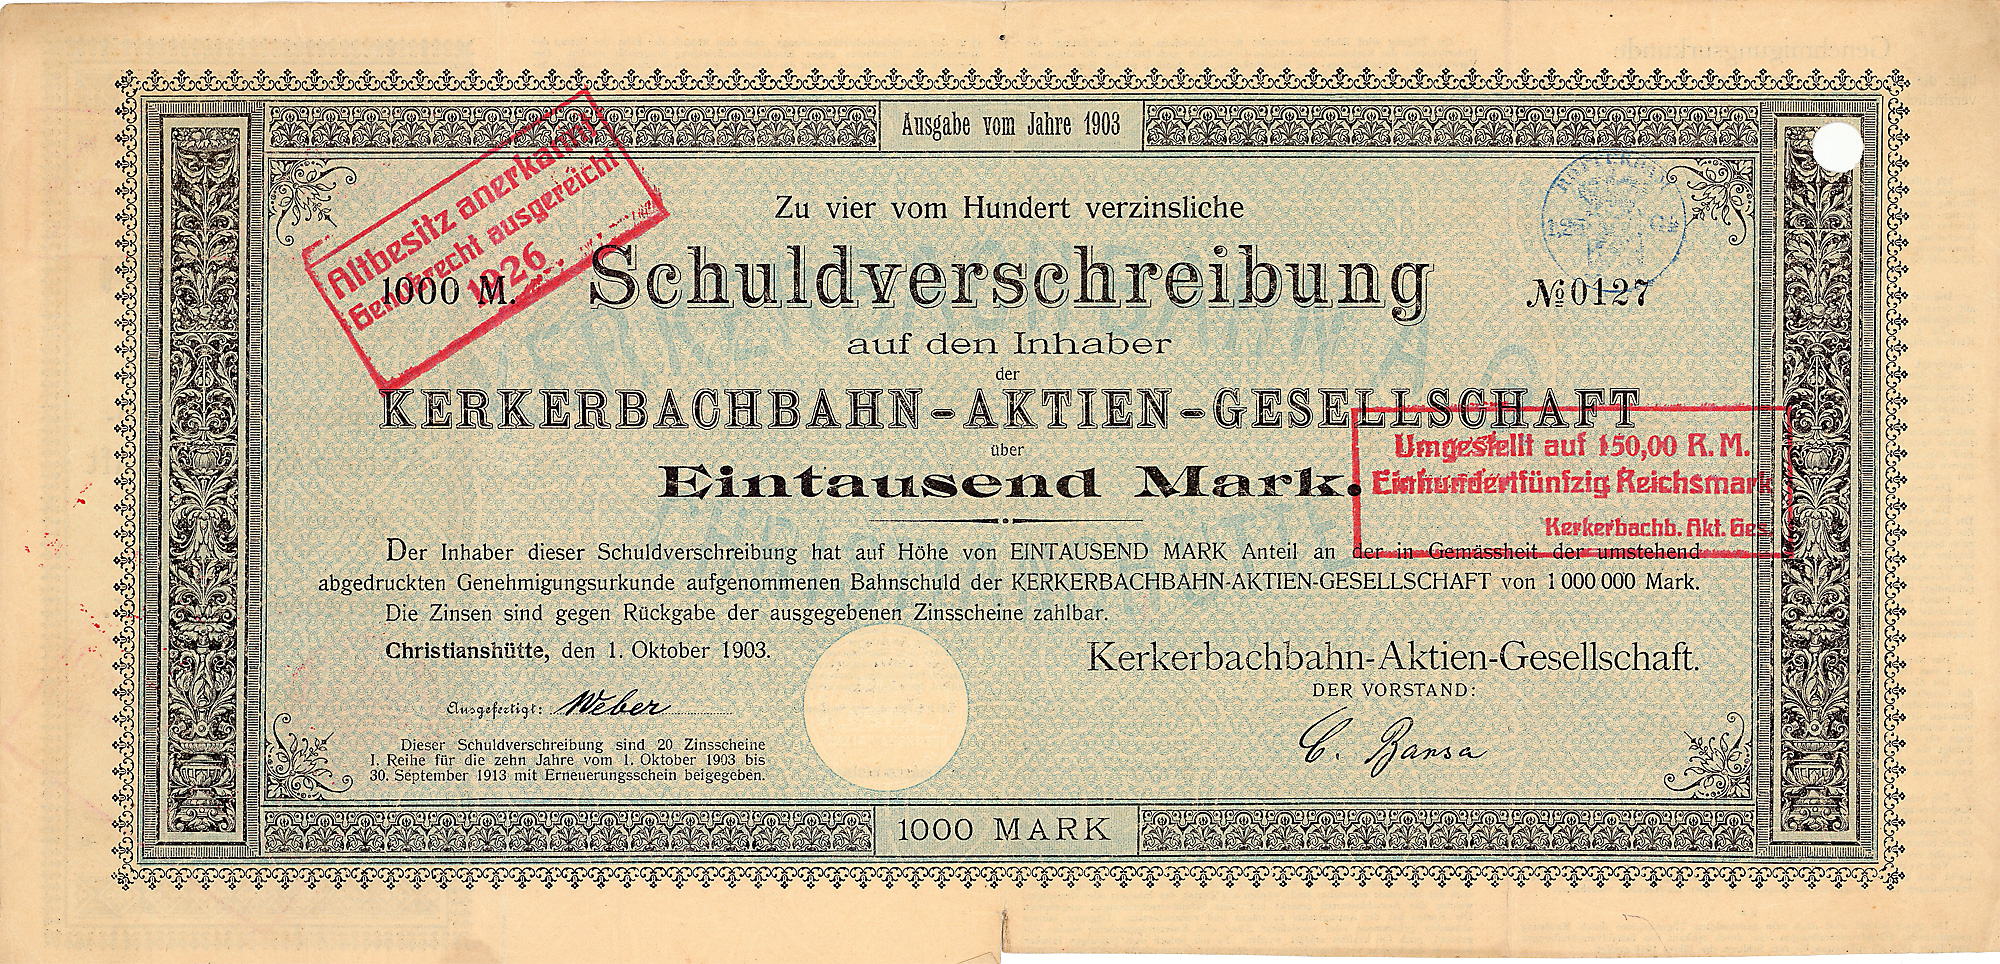 Ausgabe vom Jahre 1903
Altbesitz anerkannt
Genußrecht ausgereicht
1926
Zu vier vom Hundert verzinsliche
1000 M.
Schuldverschreibung
№ 0127
auf den Inhaber
der
KERKERBACHBAHN-AKTIEN-GESELLSCHAFT
über
Eintausend Mark.
Umgestellt auf 150,00 R.M.
Einhundertfünfzig Reichsmark
Kerkerbachb. Akt. Ges.
Der Inhaber dieser Schuldverschreibung hat auf Höhe von EINTAUSEND MARK Anteil an der in Gemässheit der umstehend
abgedruckten Genehmigungsurkunde aufgenommenen Bahnschuld der KERKERBACHBAHN-AKTIEN-GESELLSCHAFT von 1 000 000 Mark.
Die Zinsen sind gegen Rückgabe der ausgegebenen Zinsscheine zahlbar.
Christianshütte, den 1. Oktober 1903.
Kerkerbachbahn-Aktien-Gesellschaft.
DER VORSTAND:
Ausgefertigt: Weber
C. Bansa
Dieser Schuldverschreibung sind 20 Zinsscheine
I. Reihe für die zehn Jahre vom 1. Oktober 1903 bis
30. September 1913 mit Erneuerungsschein beigegeben.
1000 MARK